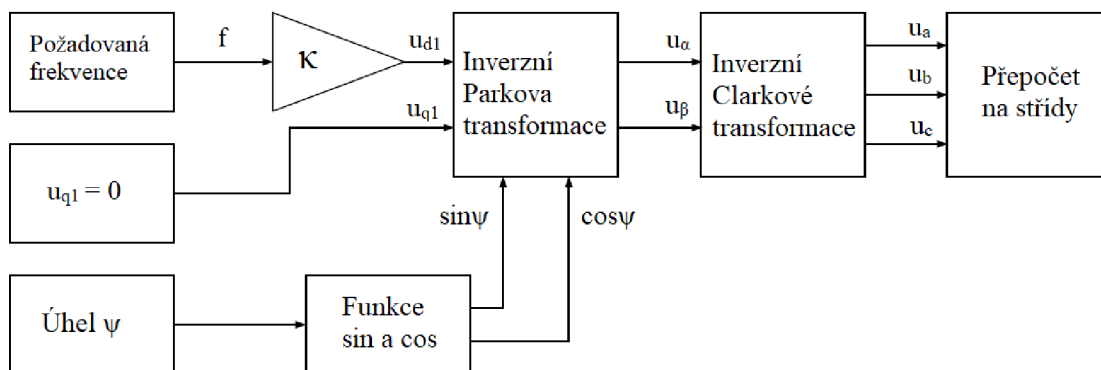 Požadovaná
frekvence
f
κ
u_d1
u_q1
Inverzní
Parkova
transformace
u_α
u_β
Inverzní
Clarkové
transformace
u_a
u_b
u_c
Přepočet
na střídy
u_q1 = 0
sinψ
cosψ
Úhel ψ
Funkce
sin a cos